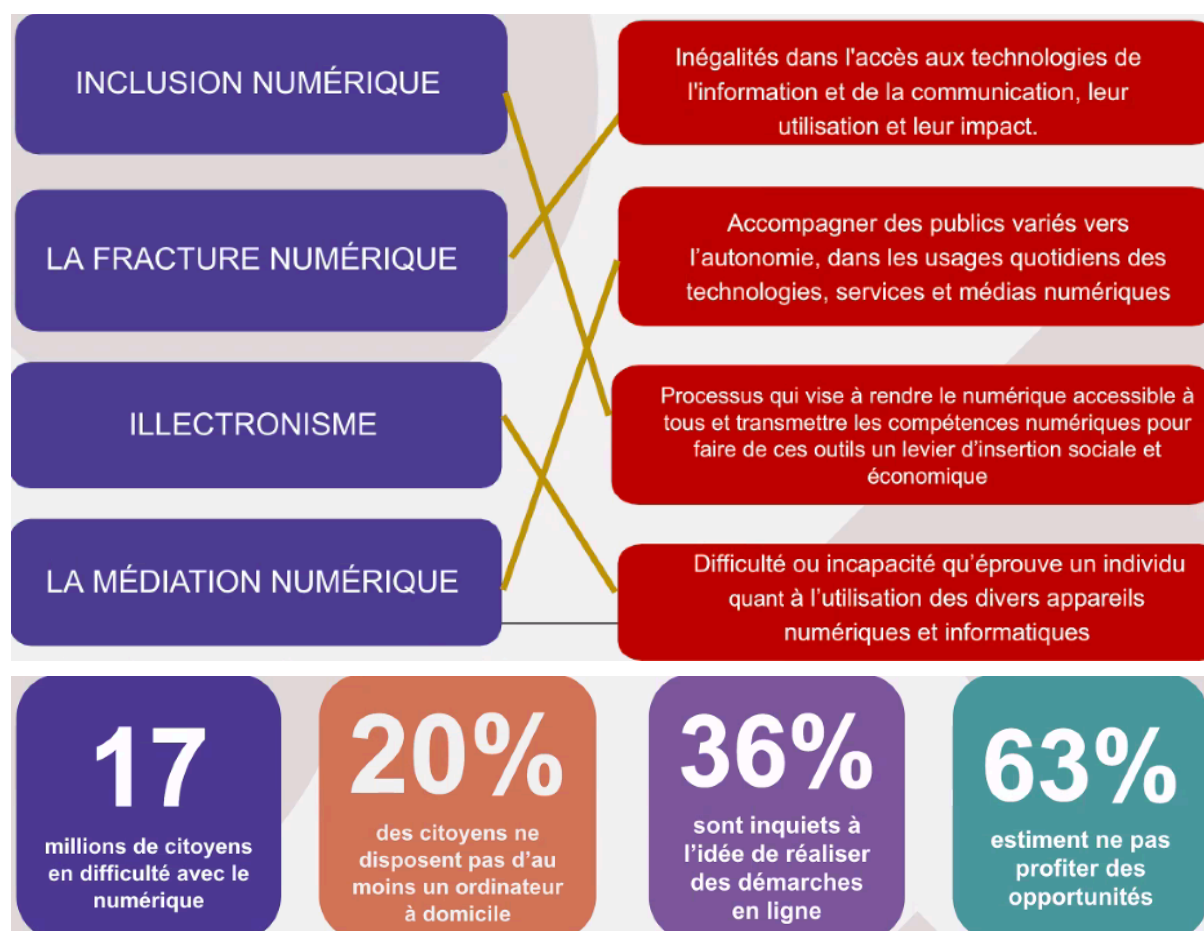 INCLUSION NUMÉRIQUE
Inégalités dans l'accès aux technologies de
l'information et de la communication, leur
utilisation et leur impact.
LA FRACTURE NUMÉRIQUE
Accompagner des publics variés vers
l’autonomie, dans les usages quotidiens des
technologies, services et médias numériques
ILLECTRONISME
Processus qui vise à rendre le numérique accessible à
tous et transmettre les compétences numériques pour
faire de ces outils un levier d’insertion sociale et
économique
LA MÉDIATION NUMÉRIQUE
Difficulté ou incapacité qu’éprouve un individu
quant à l’utilisation des divers appareils
numériques et informatiques
17
millions de citoyens
en difficulté avec le
numérique
20%
des citoyens ne
disposent pas d’au
moins un ordinateur
à domicile
36%
sont inquiets à
l’idée de réaliser
des démarches
en ligne
63%
estiment ne pas
profiter des
opportunités